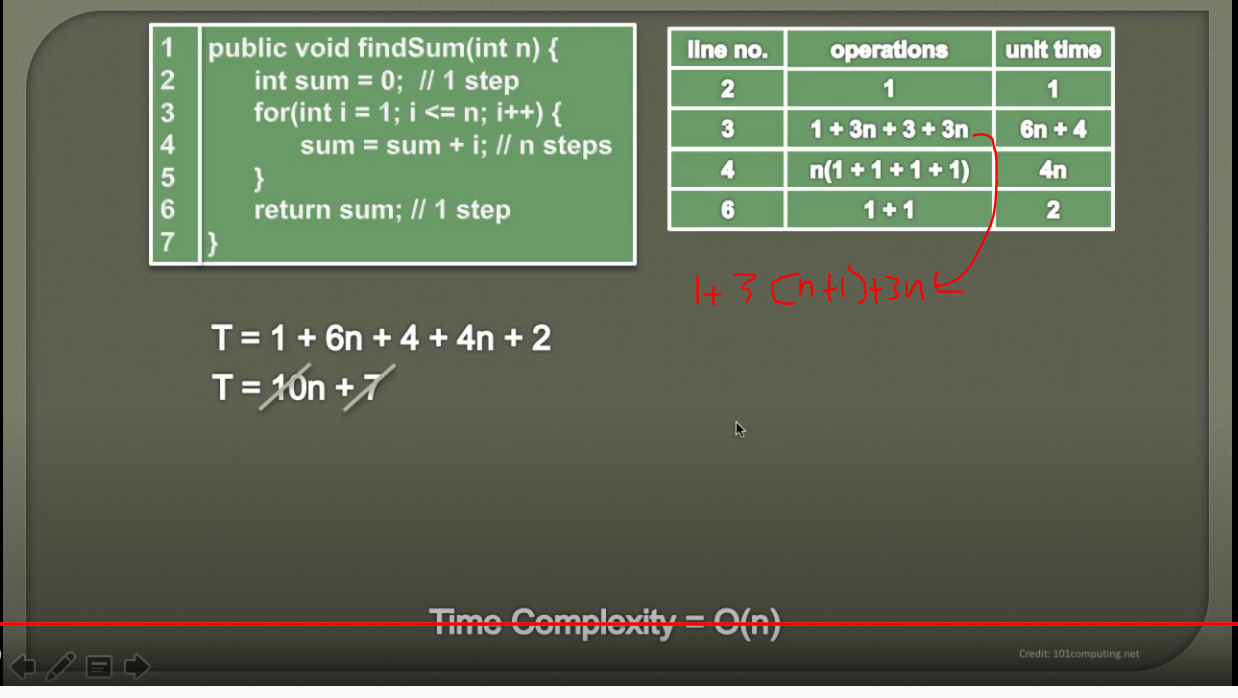 1 public void findSum(int n) {
2 int sum = 0; // 1 step
3 for(int i = 1; i <= n; i++) {
4 sum = sum + i; // n steps
5 }
6 return sum; // 1 step
7 }
line no. operations unit time
2 1 1
3 1 + 3n + 3 + 3n 6n + 4
4 n(1 + 1 + 1 + 1) 4n
6 1 + 1 2
1+ 3 (n+1)+3n
T = 1 + 6n + 4 + 4n + 2
T = 10n + 7
Time Complexity = O(n)
Credit: 101computing.net